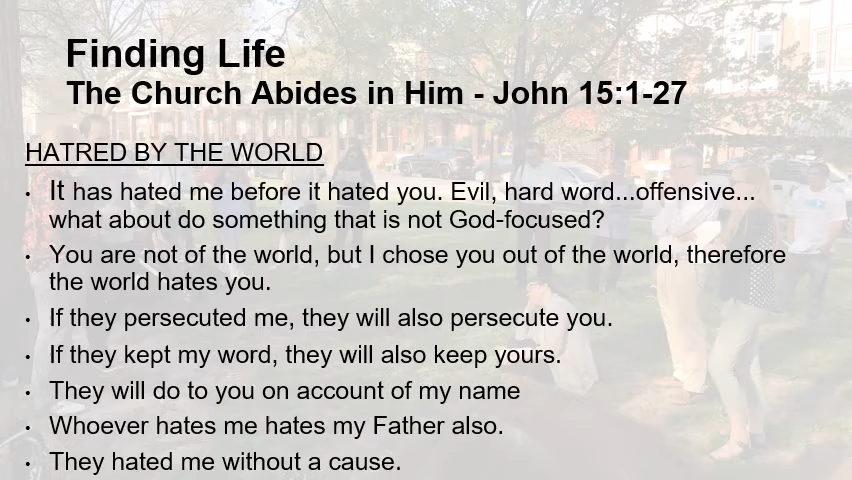 Finding Life
The Church Abides in Him - John 15:1-27
HATRED BY THE WORLD
• It has hated me before it hated you. Evil, hard word...offensive...
what about do something that is not God-focused?
• You are not of the world, but I chose you out of the world, therefore
the world hates you.
• If they persecuted me, they will also persecute you.
• If they kept my word, they will also keep yours.
• They will do to you on account of my name
• Whoever hates me hates my Father also.
• They hated me without a cause.